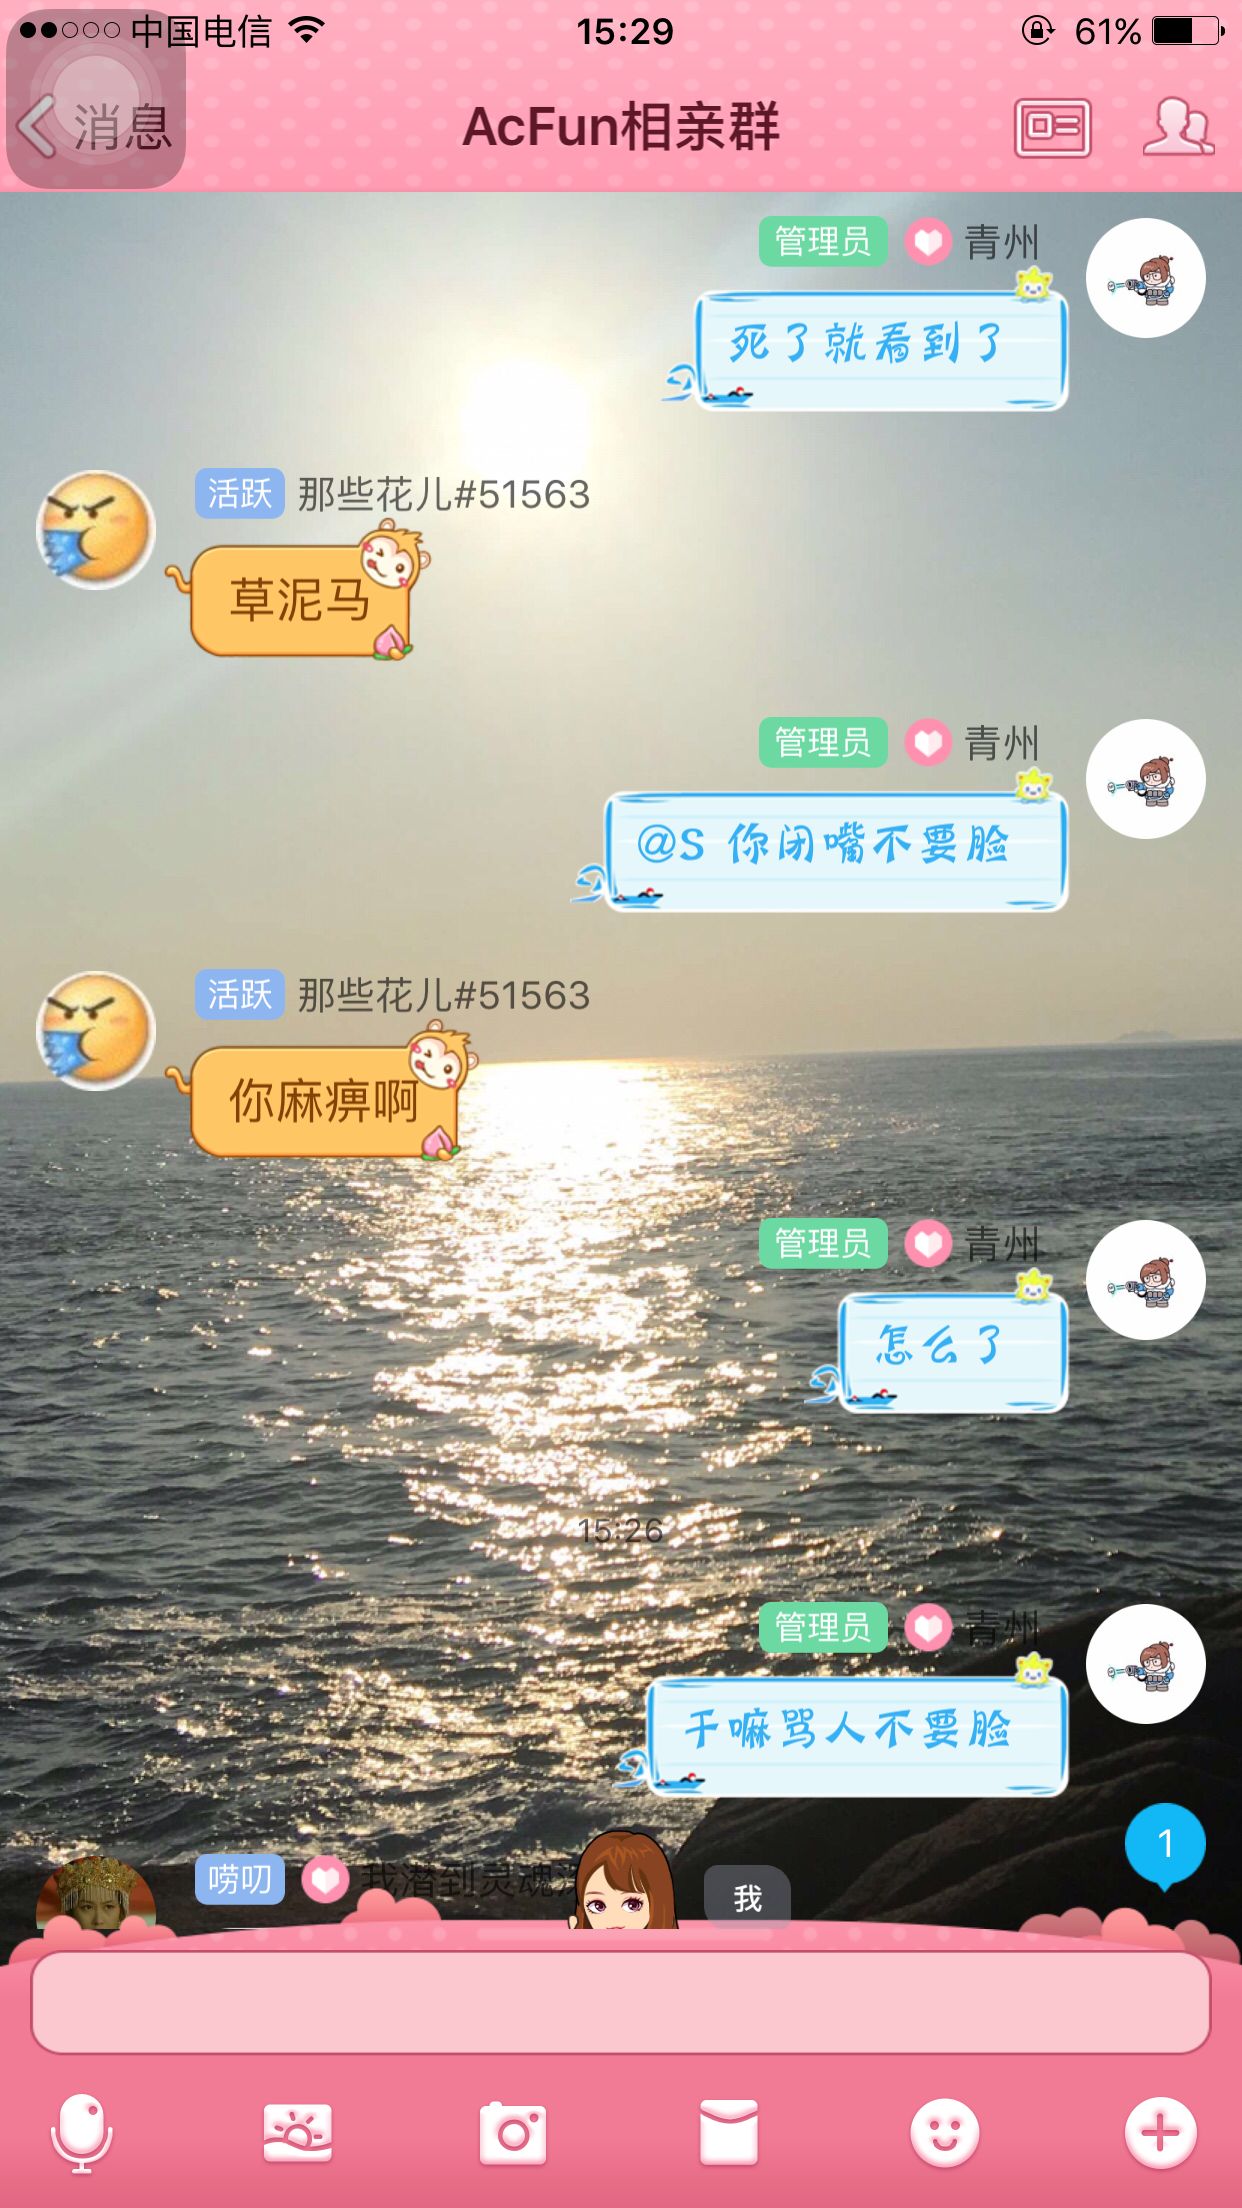 中国电信 15:29 61%
消息 AcFun相亲群
管理员 青州
死了就看到了
活跃 那些花儿#51563
草泥马
管理员 青州
@S 你闭嘴不要脸
活跃 那些花儿#51563
你麻痹啊
管理员 青州
怎么了
15:26
管理员 青州
干嘛骂人不要脸
1
唠叨 我潜到灵魂深
我